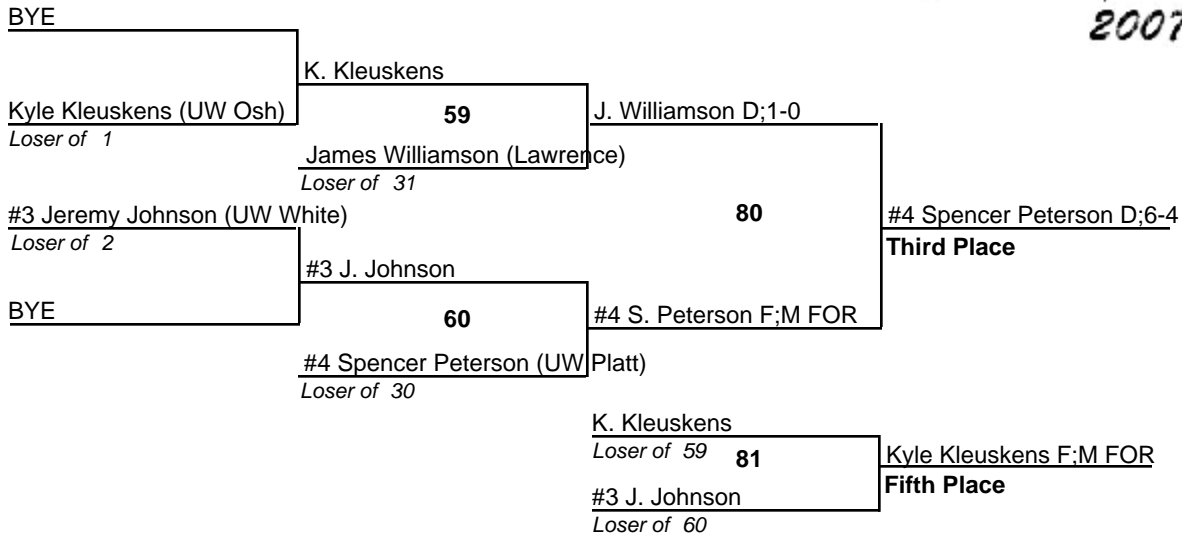 2007
BYE
K. Kleuskens
Kyle Kleuskens (UW Osh)
59
J. Williamson D;1-0
Loser of 1
James Williamson (Lawrence)
Loser of 31
#3 Jeremy Johnson (UW White)
80
#4 Spencer Peterson D;6-4
Loser of 2
Third Place
#3 J. Johnson
BYE
60
#4 S. Peterson F;M FOR
#4 Spencer Peterson (UW Platt)
Loser of 30
K. Kleuskens
Loser of 59
81
Kyle Kleuskens F;M FOR
Fifth Place
#3 J. Johnson
Loser of 60